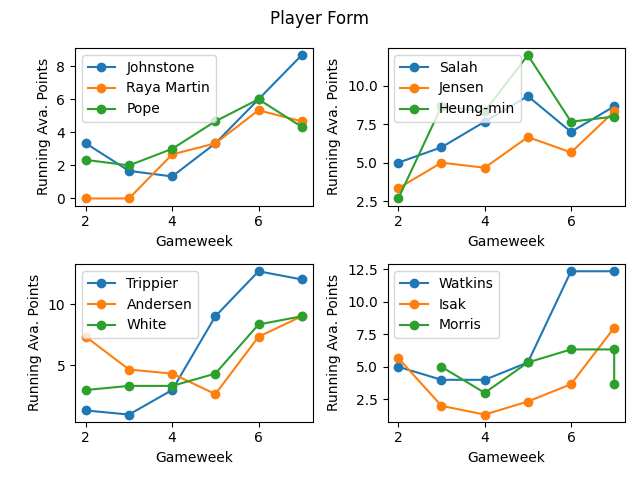 Player Form
Running Ava. Points
8
6
4
2
0
Johnstone
Raya Martin
Pope
2 4 6
Gameweek
Running Ava. Points
10.0
7.5
5.0
2.5
Salah
Jensen
Heung-min
2 4 6
Gameweek
Running Ava. Points
10
5
Trippier
Andersen
White
2 4 6
Gameweek
Running Ava. Points
12.5
10.0
7.5
5.0
2.5
Watkins
Isak
Morris
2 4 6
Gameweek